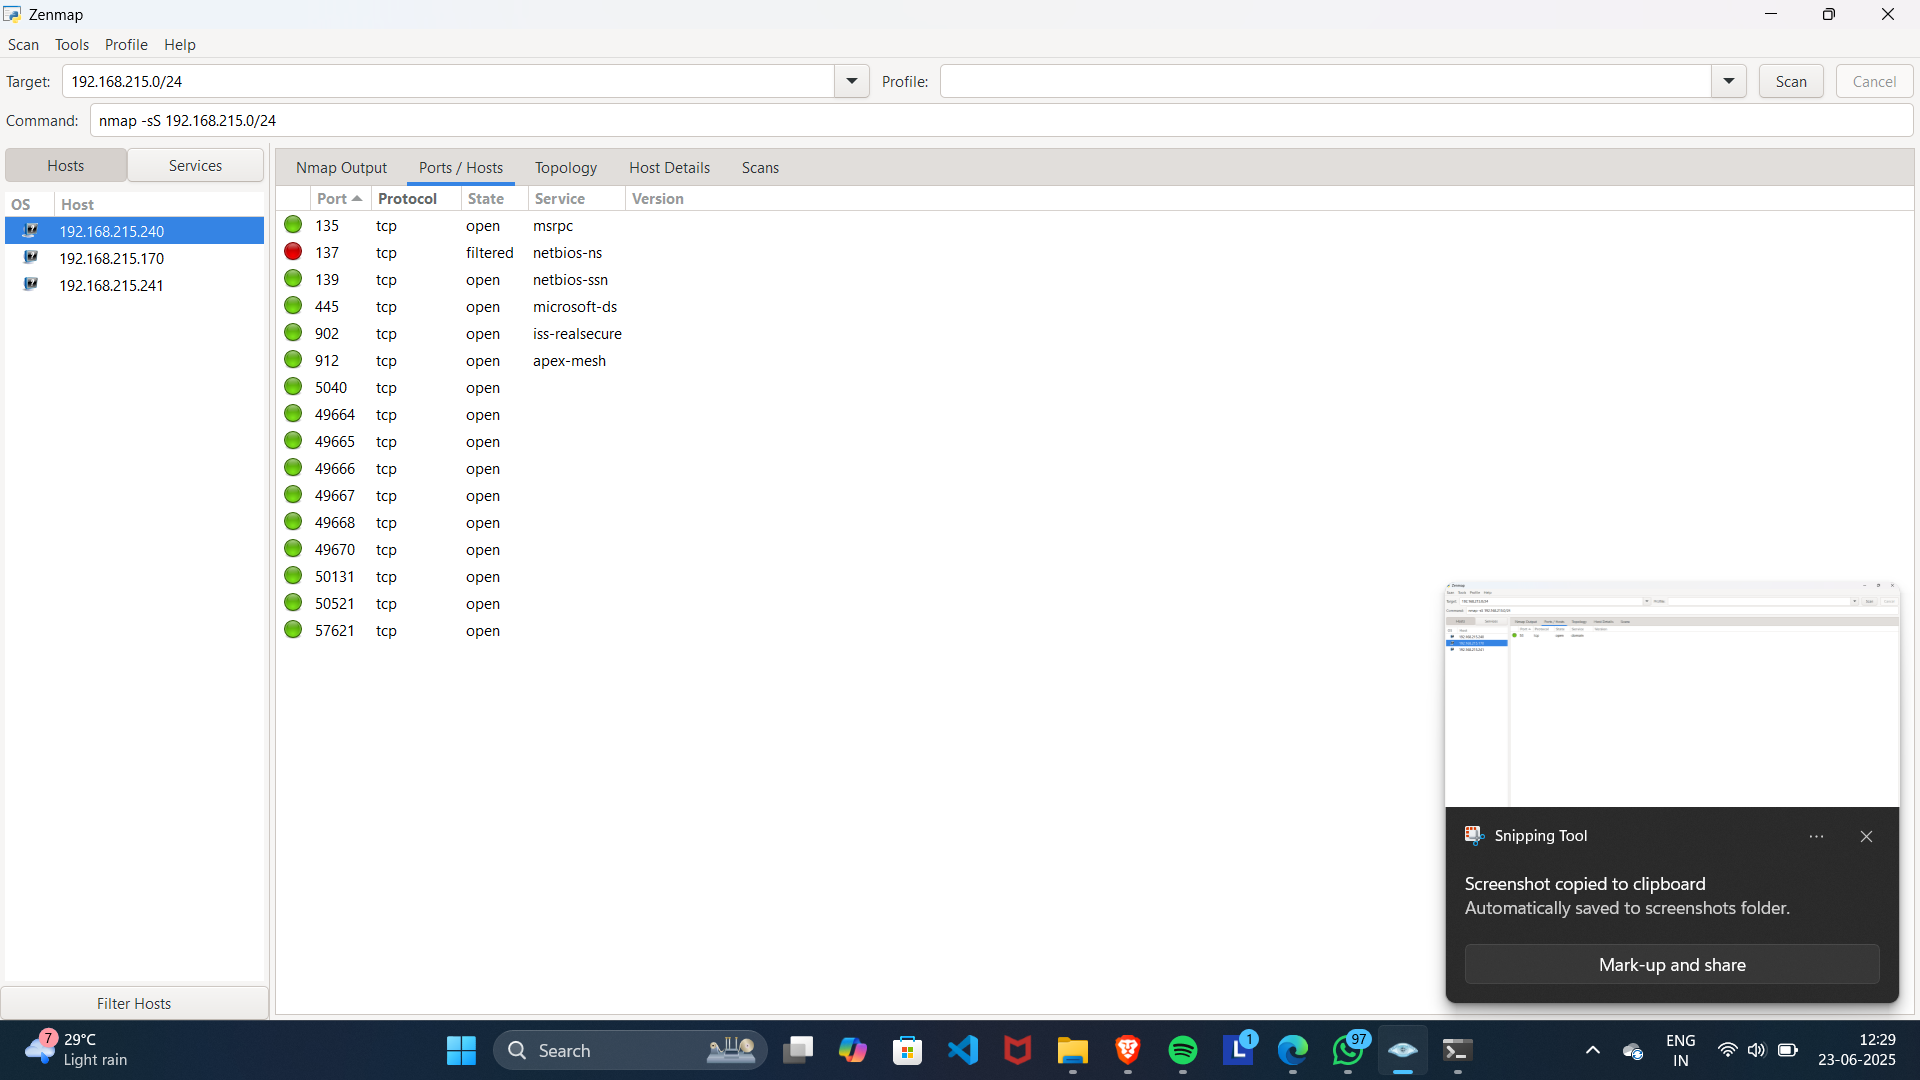 Zenmap
Scan Tools Profile Help
Target: 192.168.215.0/24 Profile: Scan Cancel
Command: nmap -sS 192.168.215.0/24
Hosts Services
Nmap Output Ports / Hosts Topology Host Details Scans
OS Host
192.168.215.240
192.168.215.170
192.168.215.241
Port Protocol State Service Version
135 tcp open msrpc
137 tcp filtered netbios-ns
139 tcp open netbios-ssn
445 tcp open microsoft-ds
902 tcp open iss-realsecure
912 tcp open apex-mesh
5040 tcp open
49664 tcp open
49665 tcp open
49666 tcp open
49667 tcp open
49668 tcp open
49670 tcp open
50131 tcp open
50521 tcp open
57621 tcp open
Filter Hosts
Snipping Tool
Screenshot copied to clipboard
Automatically saved to screenshots folder.
Mark-up and share
7
29°C
Light rain
Search
L 1
97
ENG
IN
12:29
23-06-2025